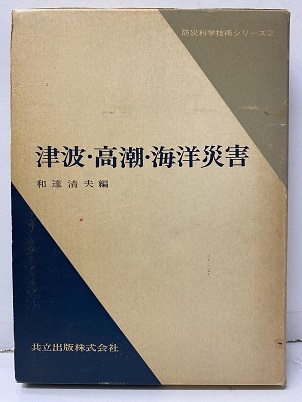 防災科学技術シリーズ2
津波・高潮・海洋災害
和達清夫編
共立出版株式会社